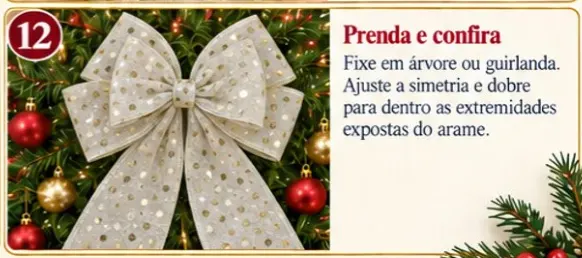 12
Prenda e confira
Fixe em árvore ou guirlanda.
Ajuste a simetria e dobre
para dentro as extremidades
expostas do arame.